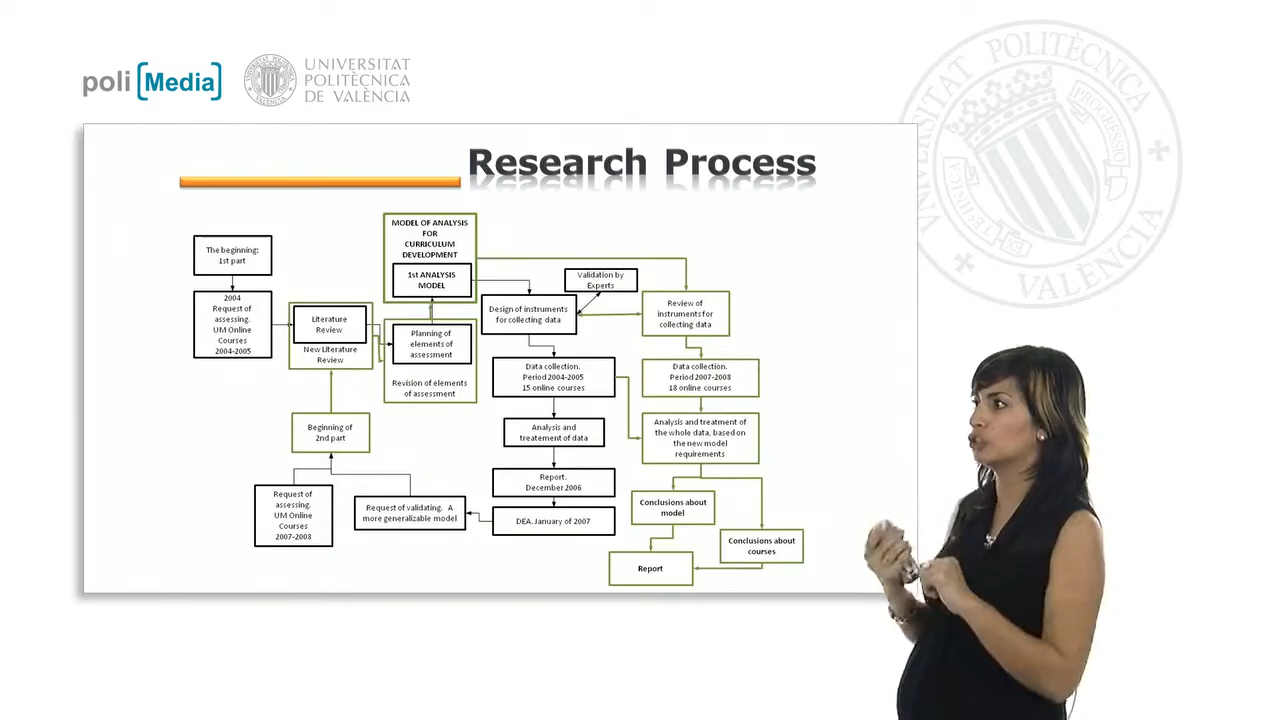 poli [Media]
UNIVERSITAT
POLITÈCNICA
DE VALÈNCIA
UNIVERSITAT POLITÈCNICA
VALÈNCIA
PROGRESSIO
Research Process
The beginning:
1st part
2004
Request of
assessing.
UM Online
Courses
2004-2005
Literature
Review
New Literature
Review
MODEL OF ANALYSIS
FOR
CURRICULUM
DEVELOPMENT
1st ANALYSIS
MODEL
Planning of
elements of
assessment
Revision of elements
of assessment
Beginning of
2nd part
Request of
assessing.
UM Online
Courses
2007-2008
Request of validating. A
more generalizable model
Validation by
Experts
Design of instruments
for collecting data
Data collection.
Period 2004-2005
15 online courses
Analysis and
treatement of data
Report.
December 2006
DEA. January of 2007
Review of
instruments for
collecting data
Data collection.
Period 2007-2008
18 online courses
Analysis and treatment of
the whole data, based on
the new model
requirements
Conclusions about
model
Conclusions about
courses
Report